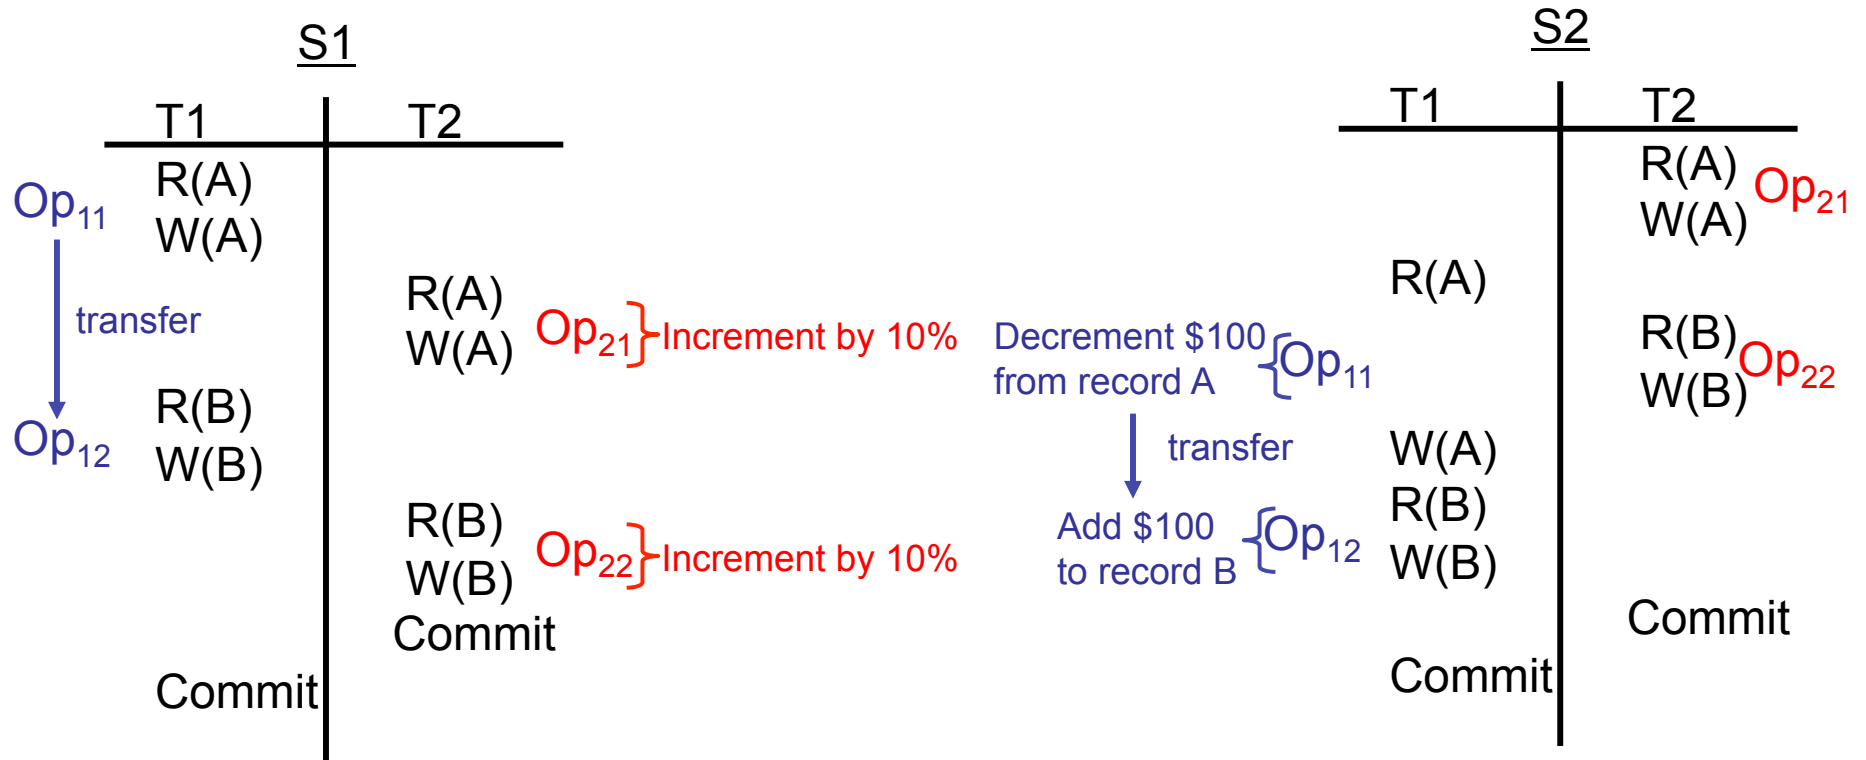 S1
T1 T2
Op11 R(A)
W(A)
transfer
R(A)
W(A) Op21 Increment by 10%
R(B)
Op12 W(B)
R(B)
W(B) Op22 Increment by 10%
Commit
Commit
S2
T1 T2
R(A) Op21
W(A)
R(A)
Decrement $100 Op11
from record A
R(B) Op22
W(B)
W(A)
transfer
R(B)
Add $100 Op12
to record B
W(B)
Commit
Commit